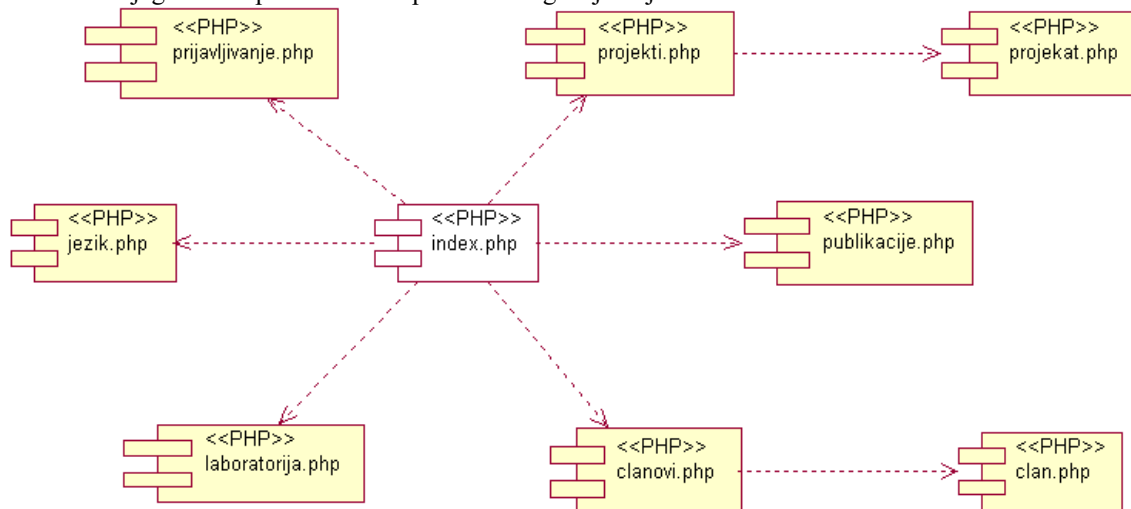 <<PHP>>
prijavljivanje.php
<<PHP>>
projekti.php
<<PHP>>
projekat.php
<<PHP>>
jezik.php
<<PHP>>
index.php
<<PHP>>
publikacije.php
<<PHP>>
laboratorija.php
<<PHP>>
clanovi.php
<<PHP>>
clan.php